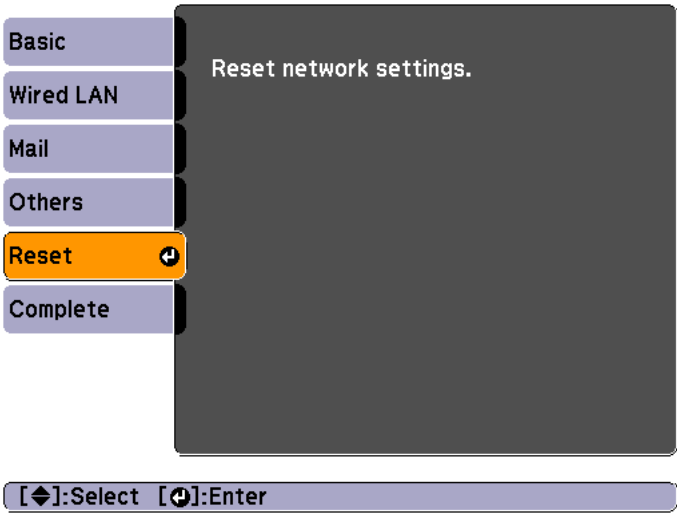 Basic
Wired LAN
Mail
Others
Reset
Complete
Reset network settings.
[◆]:Select [↵]:Enter